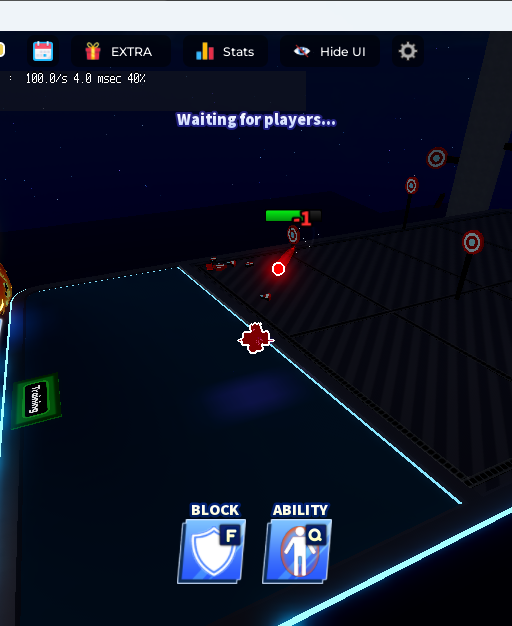 EXTRA
Stats
Hide UI
: 100.0/s 4.0 msec 40%
Waiting for players...
-1
Training
BLOCK
ABILITY
F
Q